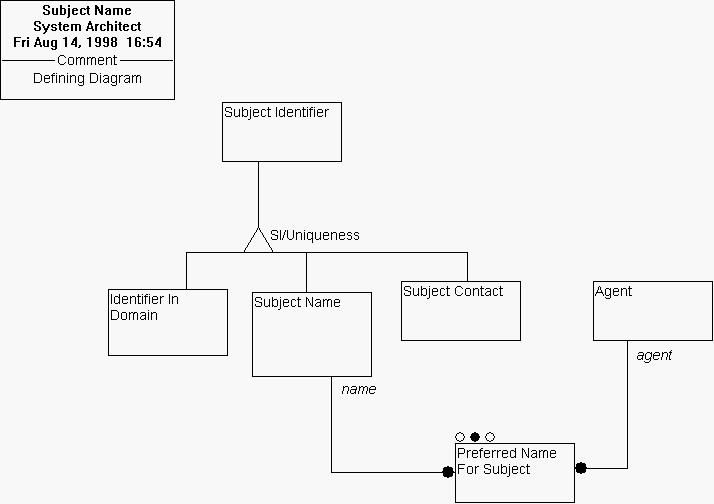 Subject Name
System Architect
Fri Aug 14, 1998 16:54
Comment
Defining Diagram
Subject Identifier
SI/Uniqueness
Identifier In
Domain
Subject Name
Subject Contact
Agent
name
agent
Preferred Name
For Subject